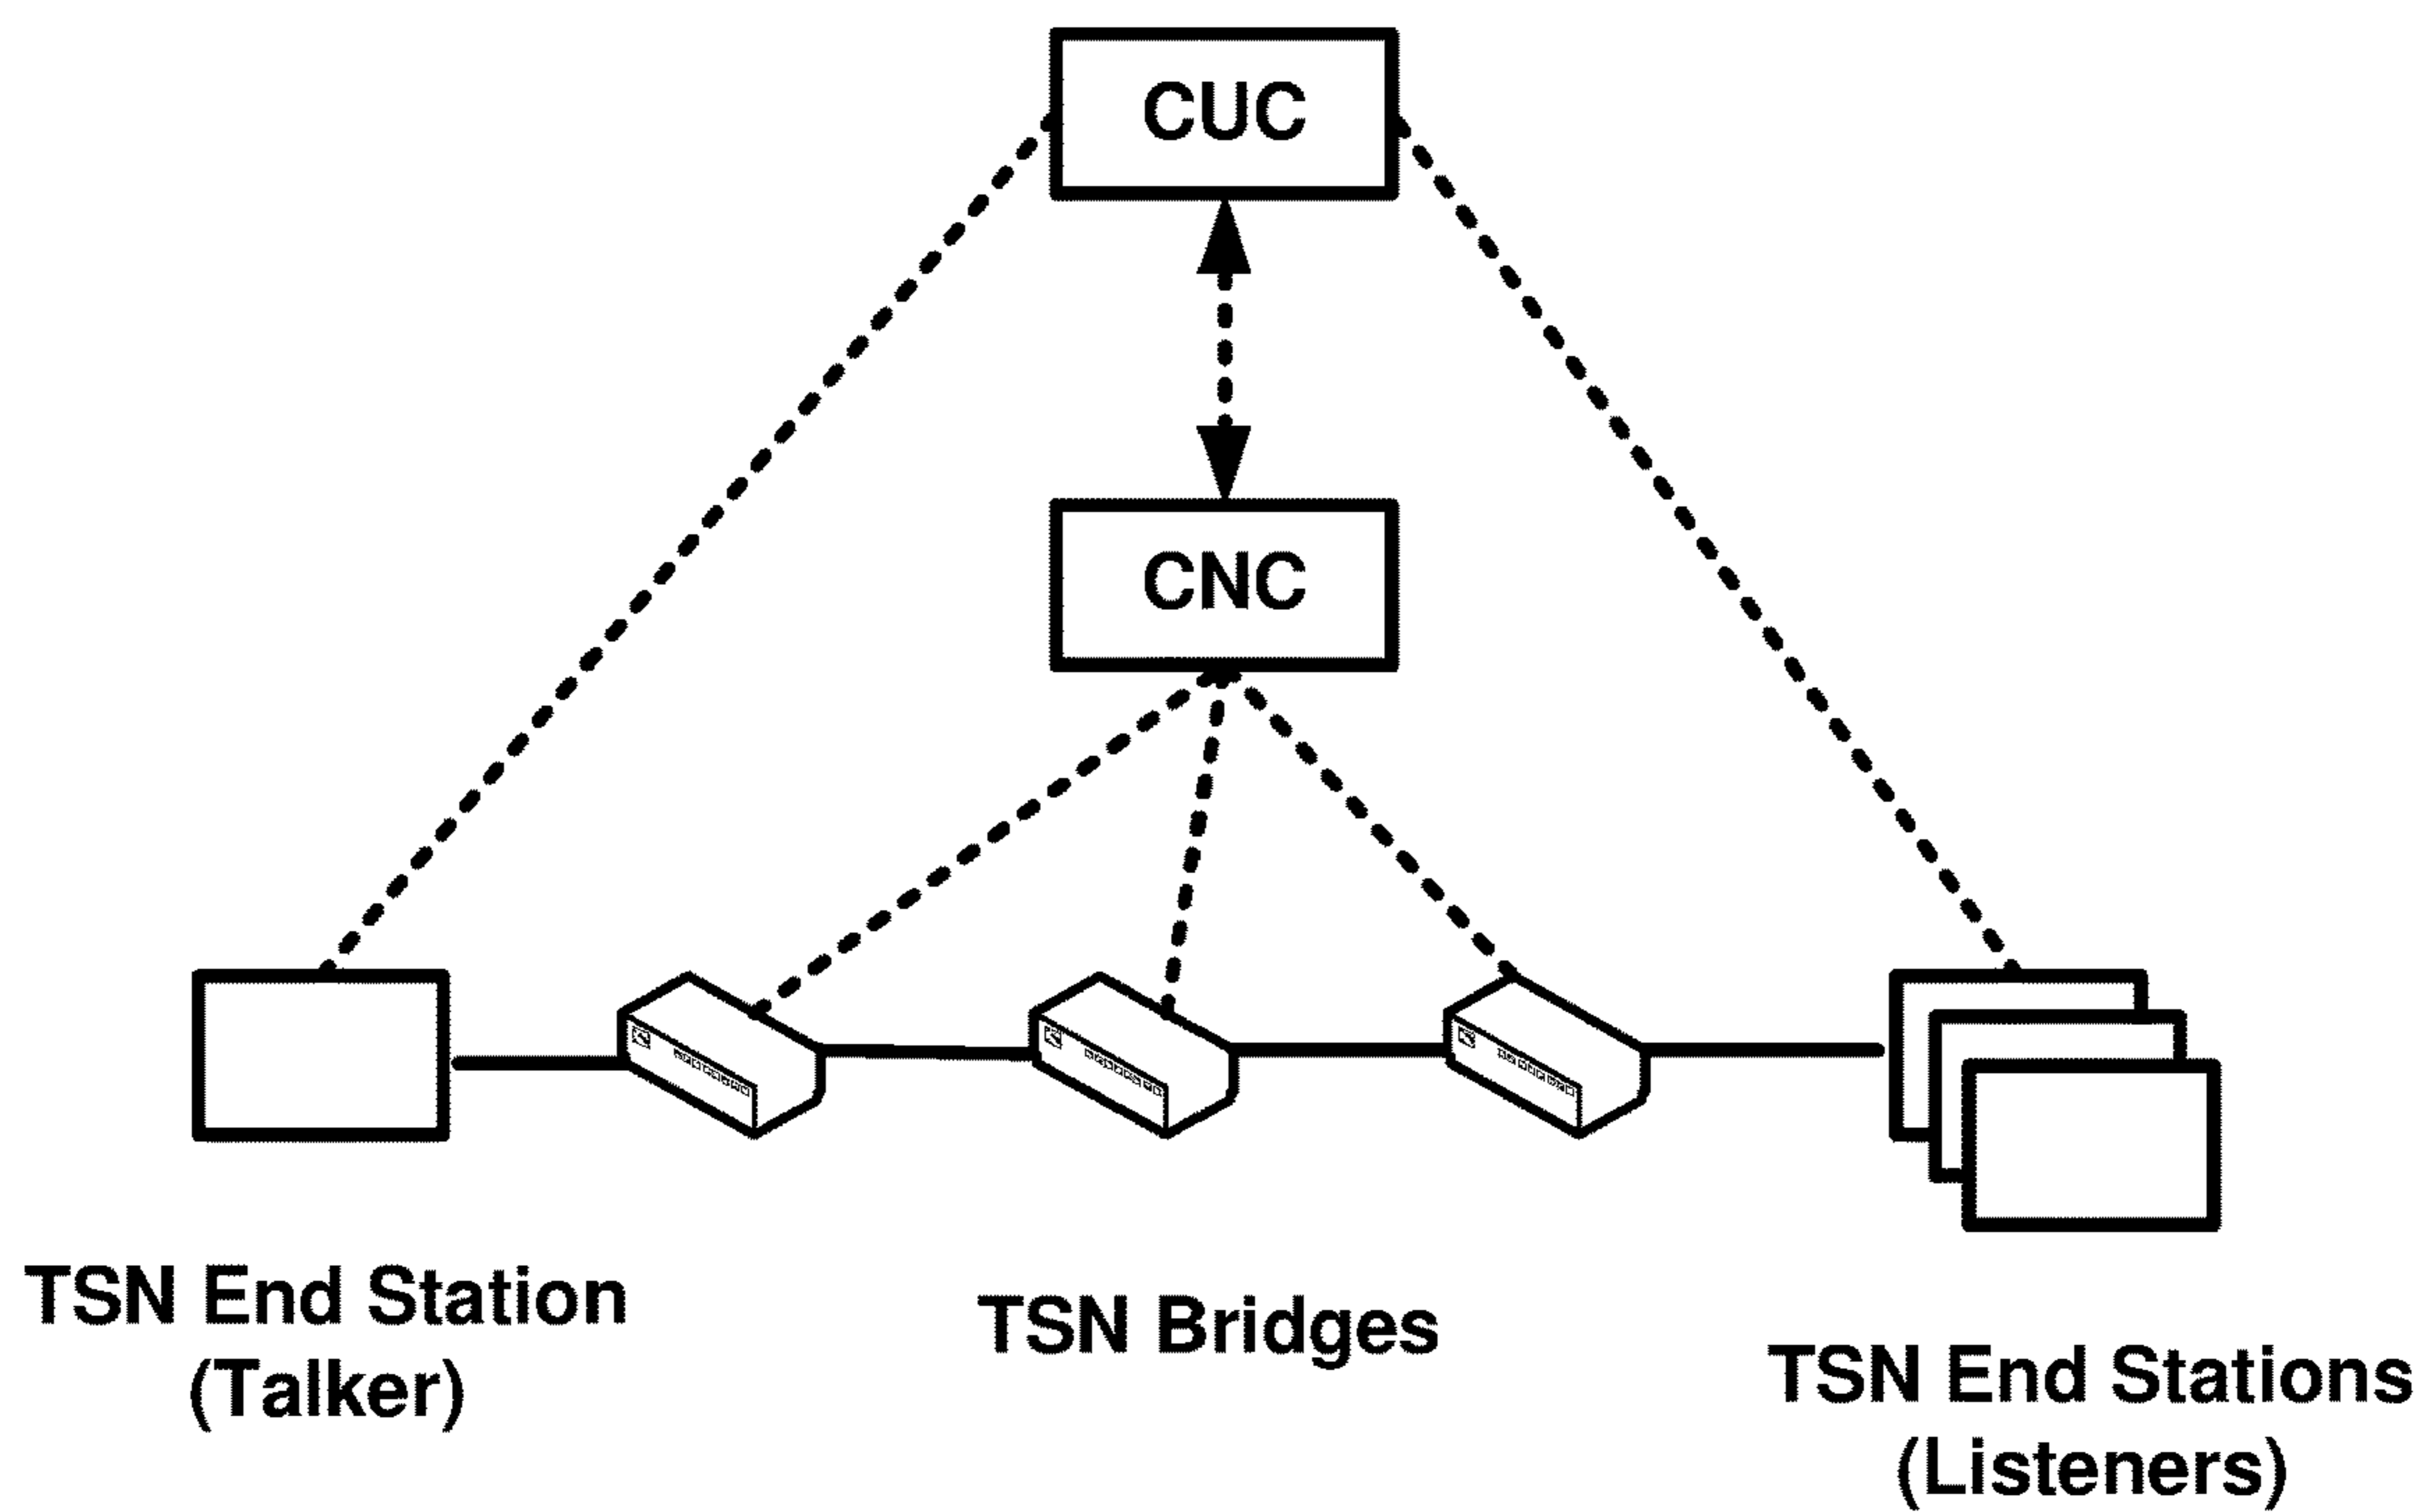 CUC
CNC
TSN End Station
(Talker)
TSN Bridges
TSN End Stations
(Listeners)